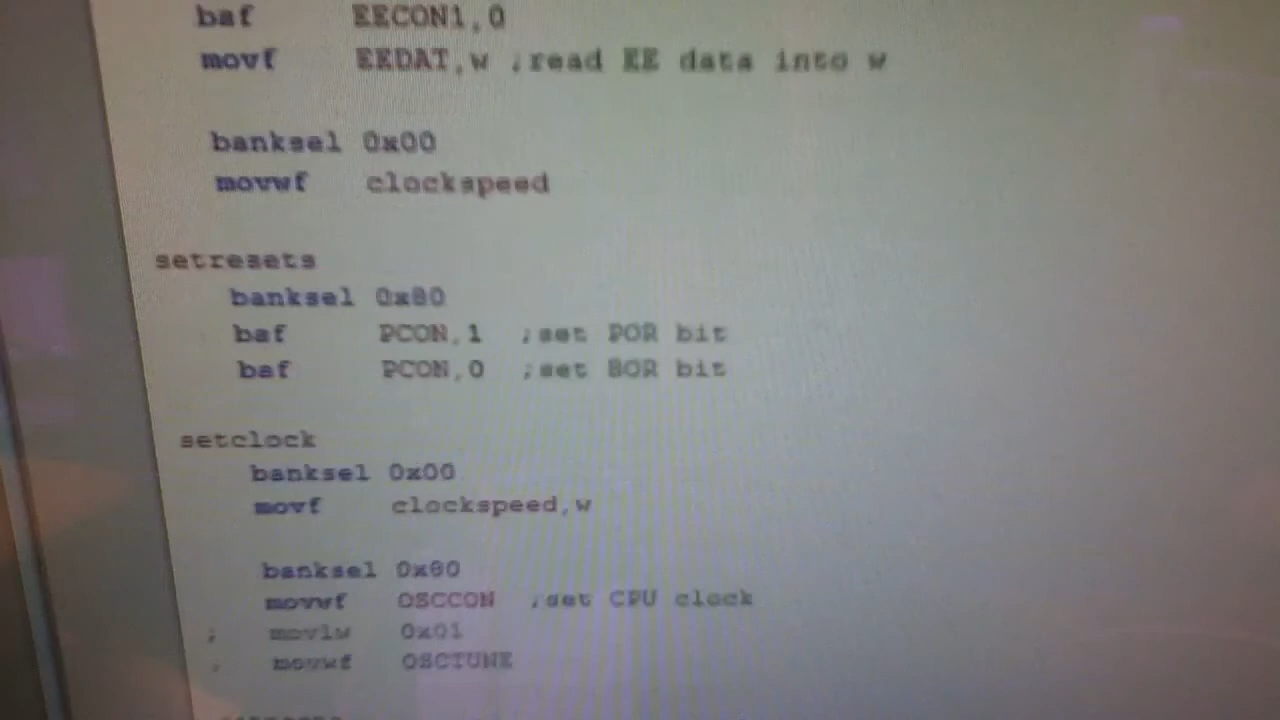 bsf EECON1,0
movf EEDAT,w ;read EE data into w
banksel 0x00
movwf clockspeed
setresets
banksel 0x80
bsf PCON,1 ;set POR bit
bsf PCON,0 ;set BOR bit
setclock
banksel 0x00
movf clockspeed,w
banksel 0x80
movwf OSCCON ;set CPU clock
; movlw 0x01
; movwf OSCTUNE